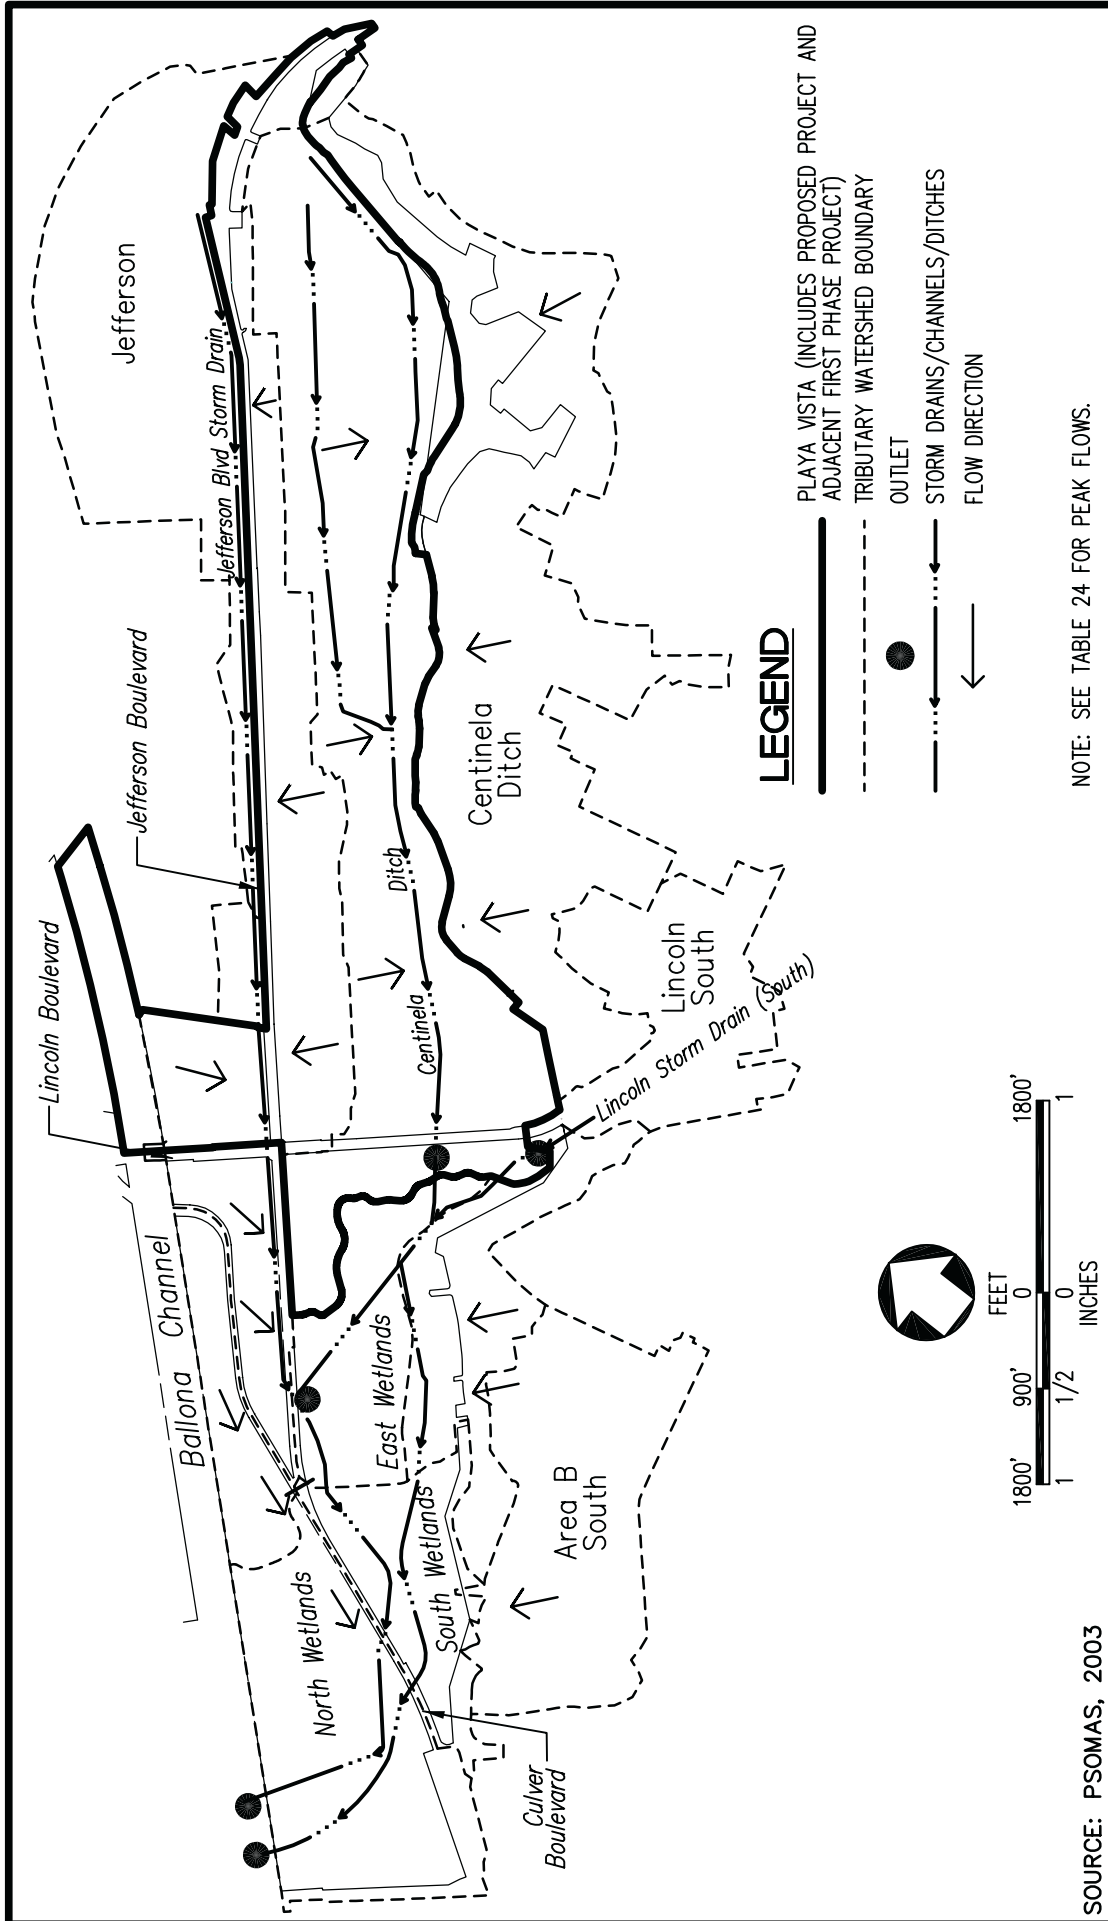 Jefferson
Jefferson Blvd Storm Drain
Jefferson Boulevard
Lincoln Boulevard
Ballona Channel
Centinela
Ditch
Centinela
Ditch
Lincoln
South
Lincoln Storm Drain (South)
East Wetlands
North Wetlands
South Wetlands
Area B
South
Culver
Boulevard
LEGEND
PLAYA VISTA (INCLUDES PROPOSED PROJECT AND
ADJACENT FIRST PHASE PROJECT)
TRIBUTARY WATERSHED BOUNDARY
OUTLET
STORM DRAINS/CHANNELS/DITCHES
FLOW DIRECTION
NOTE: SEE TABLE 24 FOR PEAK FLOWS.
FEET
1800' 900' 0 1800'
1 1/2 0 1
INCHES
SOURCE: PSOMAS, 2003